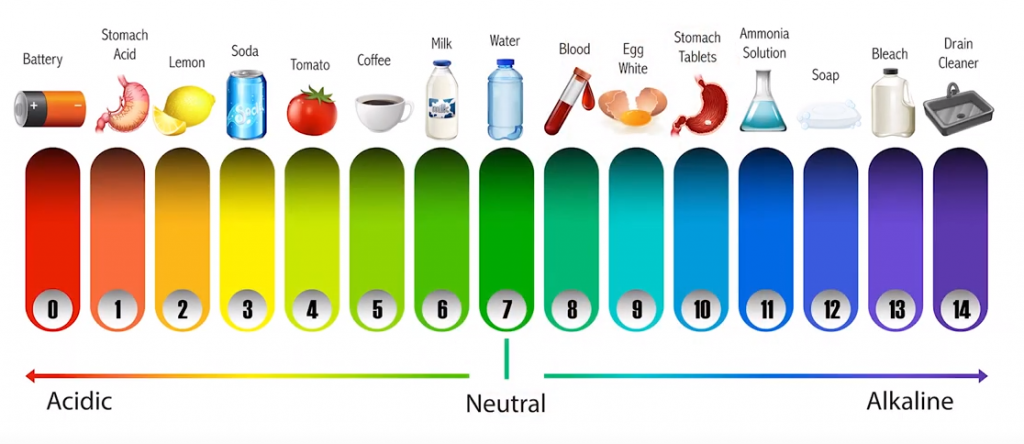 Battery
Stomach
Acid
Lemon
Soda
Tomato
Coffee
Milk
Water
Blood
Egg
White
Stomach
Tablets
Ammonia
Solution
Soap
Bleach
Drain
Cleaner
+
-
Soda
milk
0 1 2 3 4 5 6 7 8 9 10 11 12 13 14
Acidic
Neutral
Alkaline